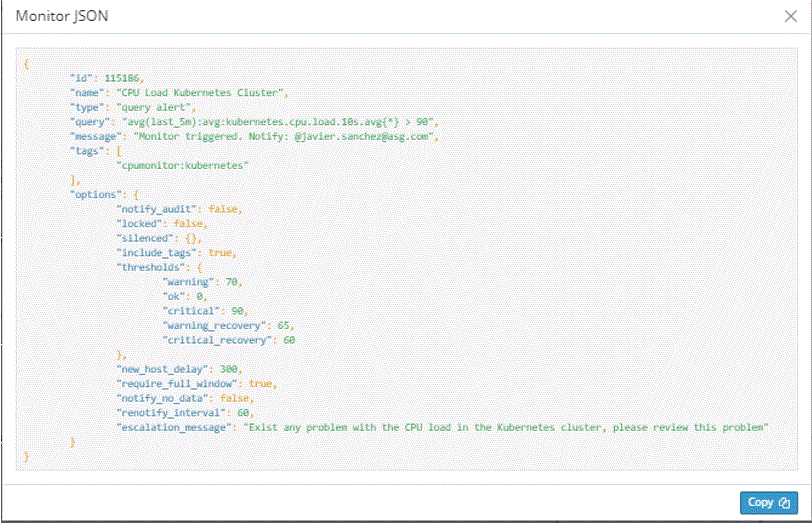 Monitor JSON
{
"id": 115186,
"name": "CPU Load Kubernetes Cluster",
"type": "query alert",
"query": "avg(last_5m):avg:kubernetes.cpu.load.10s.avg{*} > 90",
"message": "Monitor triggered. Notify: @javier.sanchez@asg.com",
"tags": [
"cpumonitor:kubernetes"
],
"options": {
"notify_audit": false,
"locked": false,
"silenced": {},
"include_tags": true,
"thresholds": {
"warning": 70,
"ok": 0,
"critical": 90,
"warning_recovery": 65,
"critical_recovery": 60
},
"new_host_delay": 300,
"require_full_window": true,
"notify_no_data": false,
"renotify_interval": 60,
"escalation_message": "Exist any problem with the CPU load in the Kubernetes cluster, please review this problem"
}
}
Copy